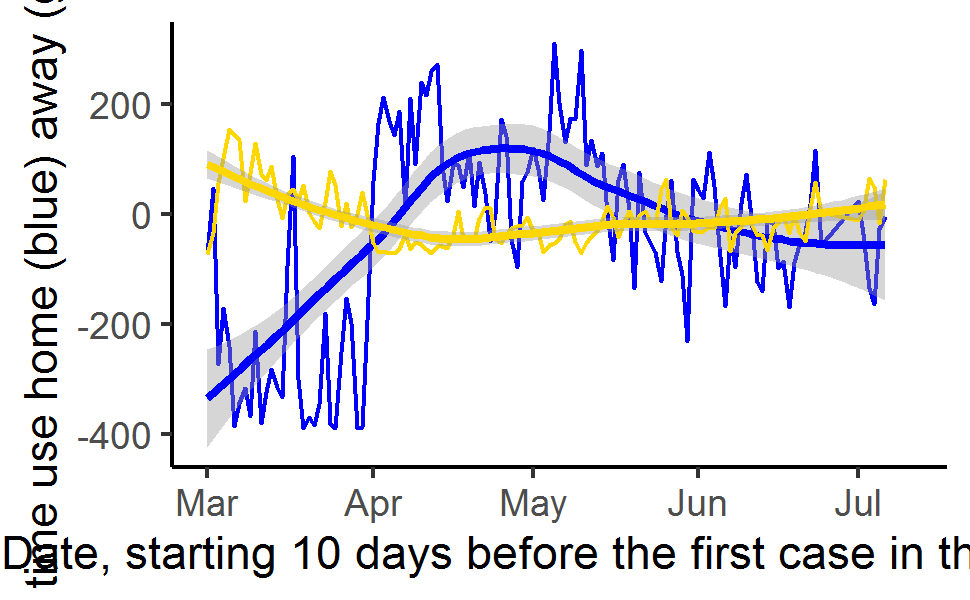 time use home (blue) away (
200
0
-200
-400
Mar Apr May Jun Jul
Date, starting 10 days before the first case in th